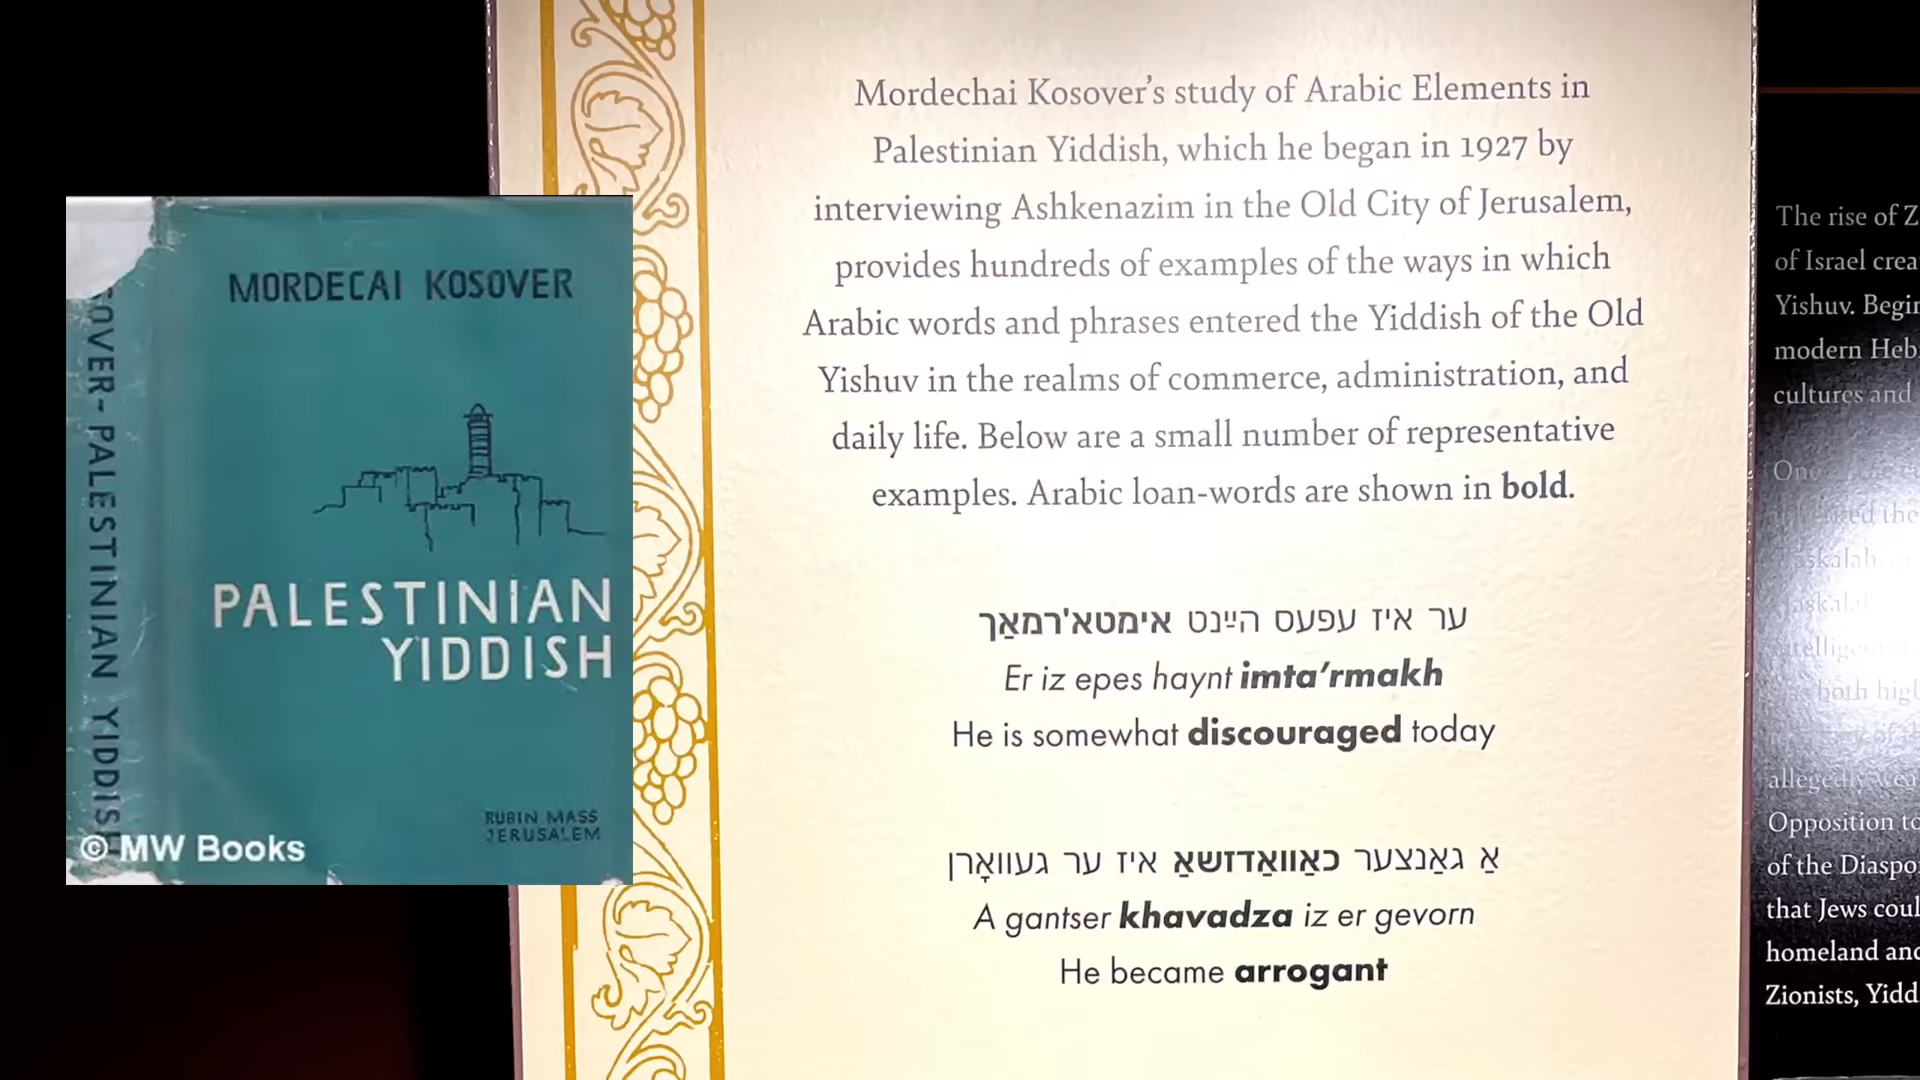 MORDECAI KOSOVER
PALESTINIAN
YIDDISH
RUBIN MASS
JERUSALEM
OVER-PALESTINIAN YIDDIS
© MW Books
Mordechai Kosover's study of Arabic Elements in
Palestinian Yiddish, which he began in 1927 by
interviewing Ashkenazim in the Old City of Jerusalem,
provides hundreds of examples of the ways in which
Arabic words and phrases entered the Yiddish of the Old
Yishuv in the realms of commerce, administration, and
daily life. Below are a small number of representative
examples. Arabic loan-words are shown in bold.
ער איז עפּעס הײַנט אימטא'רמאַך
Er iz epes haynt imta'rmakh
He is somewhat discouraged today
אַ גאַנצער כאַוואַדזשאַ איז ער געוואָרן
A gantser khavadza iz er gevorn
He became arrogant
The rise of Z
of Israel crea
Yishuv. Begin
modern Heb
cultures and
One
the
both
allegedly
Opposition to
of the Diaspo
that Jews coul
homeland and
Zionists, Yidd